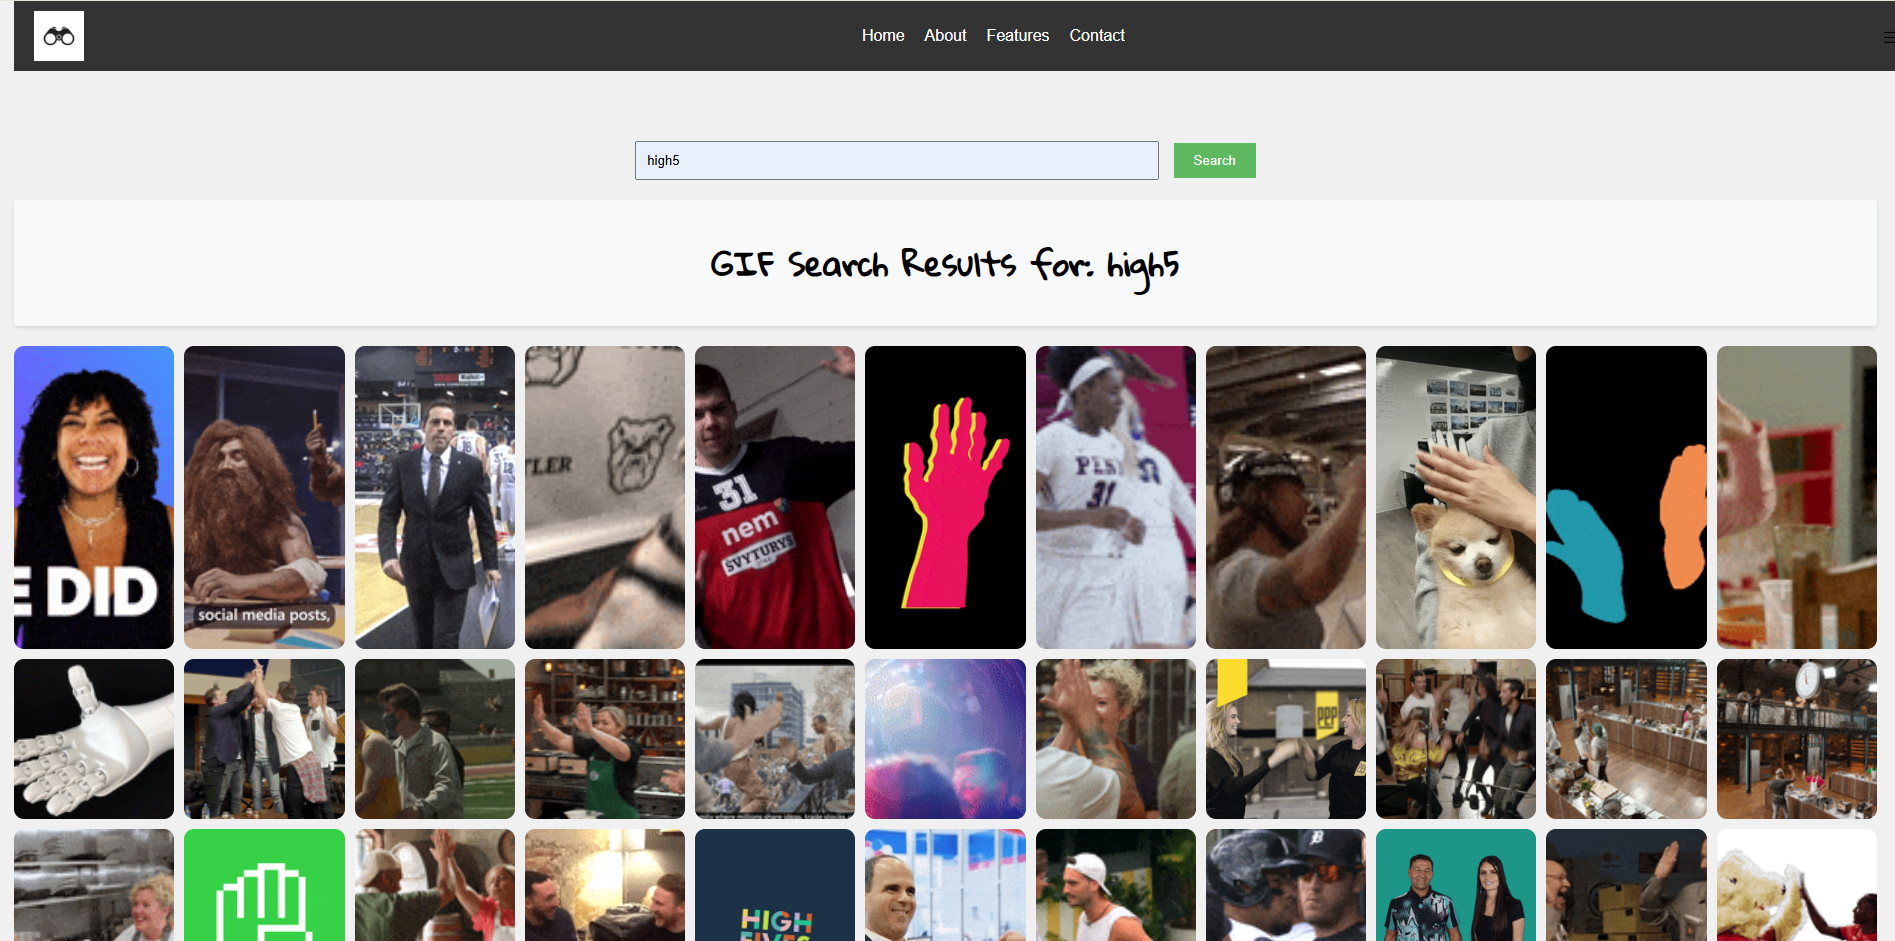 Home About Features Contact
high5 Search
GIF Search Results for: high5
E DID
social media posts,
TLER
31
nem
SVYTURYS
PENN
31
POP
HIGH
FIVES